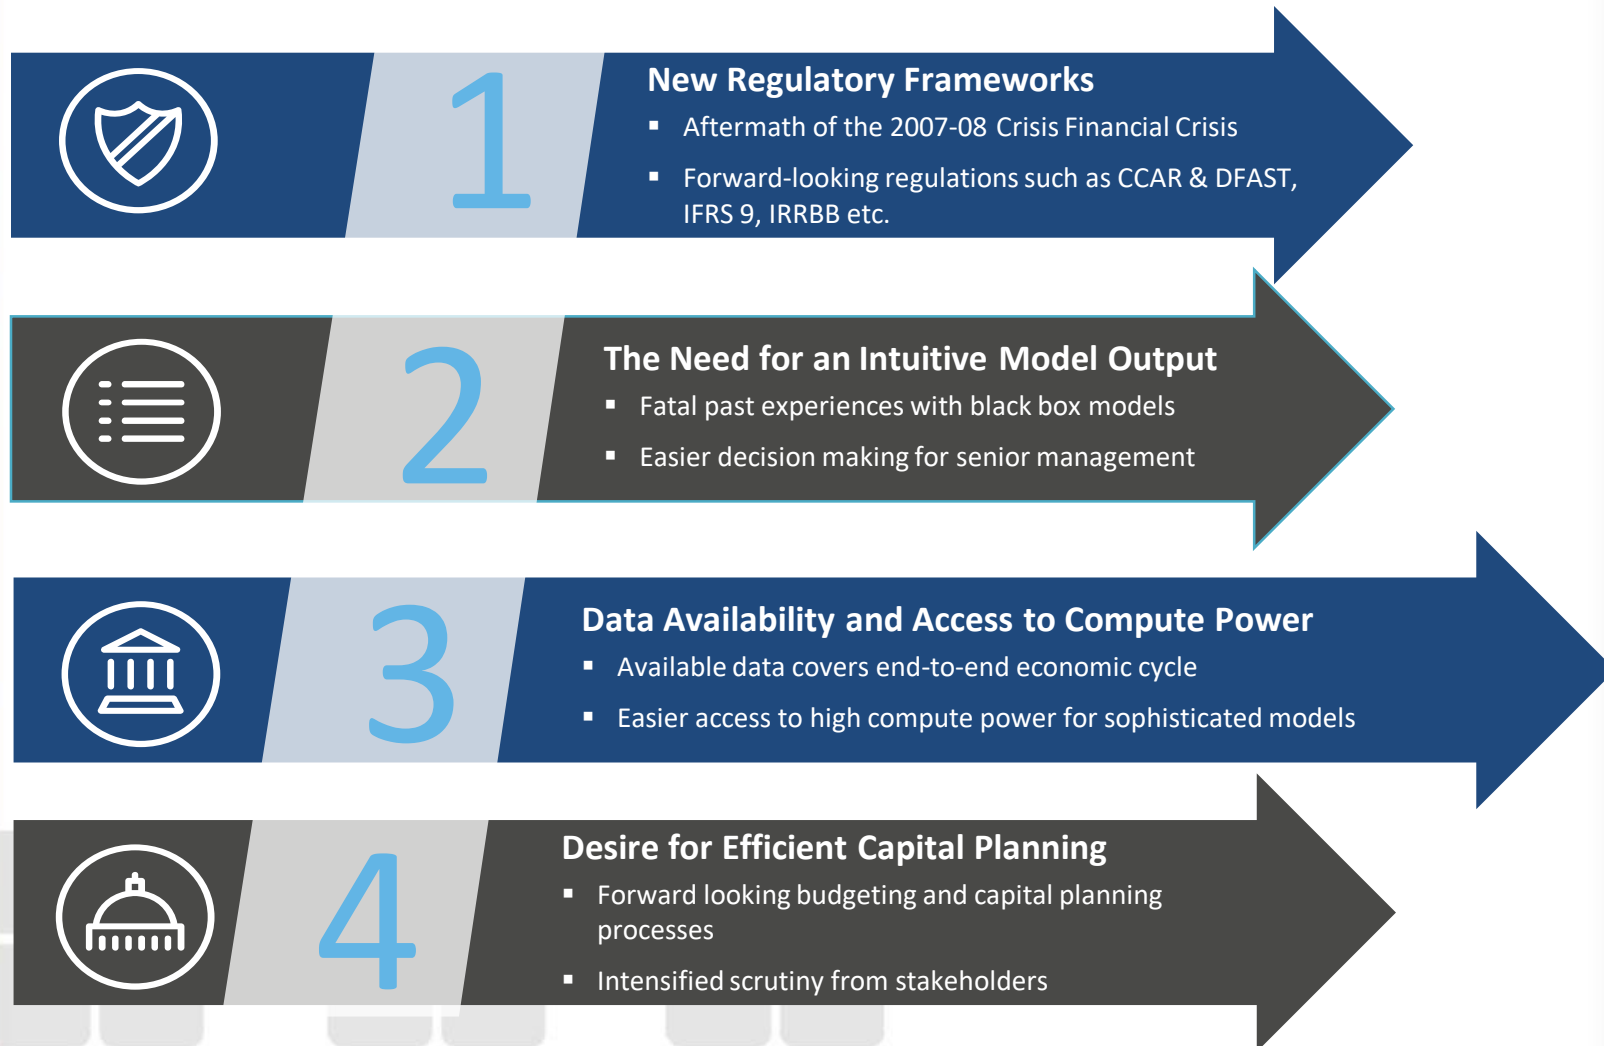 1
New Regulatory Frameworks
▪ Aftermath of the 2007-08 Crisis Financial Crisis
▪ Forward-looking regulations such as CCAR & DFAST,
IFRS 9, IRRBB etc.
2
The Need for an Intuitive Model Output
▪ Fatal past experiences with black box models
▪ Easier decision making for senior management
3
Data Availability and Access to Compute Power
▪ Available data covers end-to-end economic cycle
▪ Easier access to high compute power for sophisticated models
4
Desire for Efficient Capital Planning
▪ Forward looking budgeting and capital planning
processes
▪ Intensified scrutiny from stakeholders